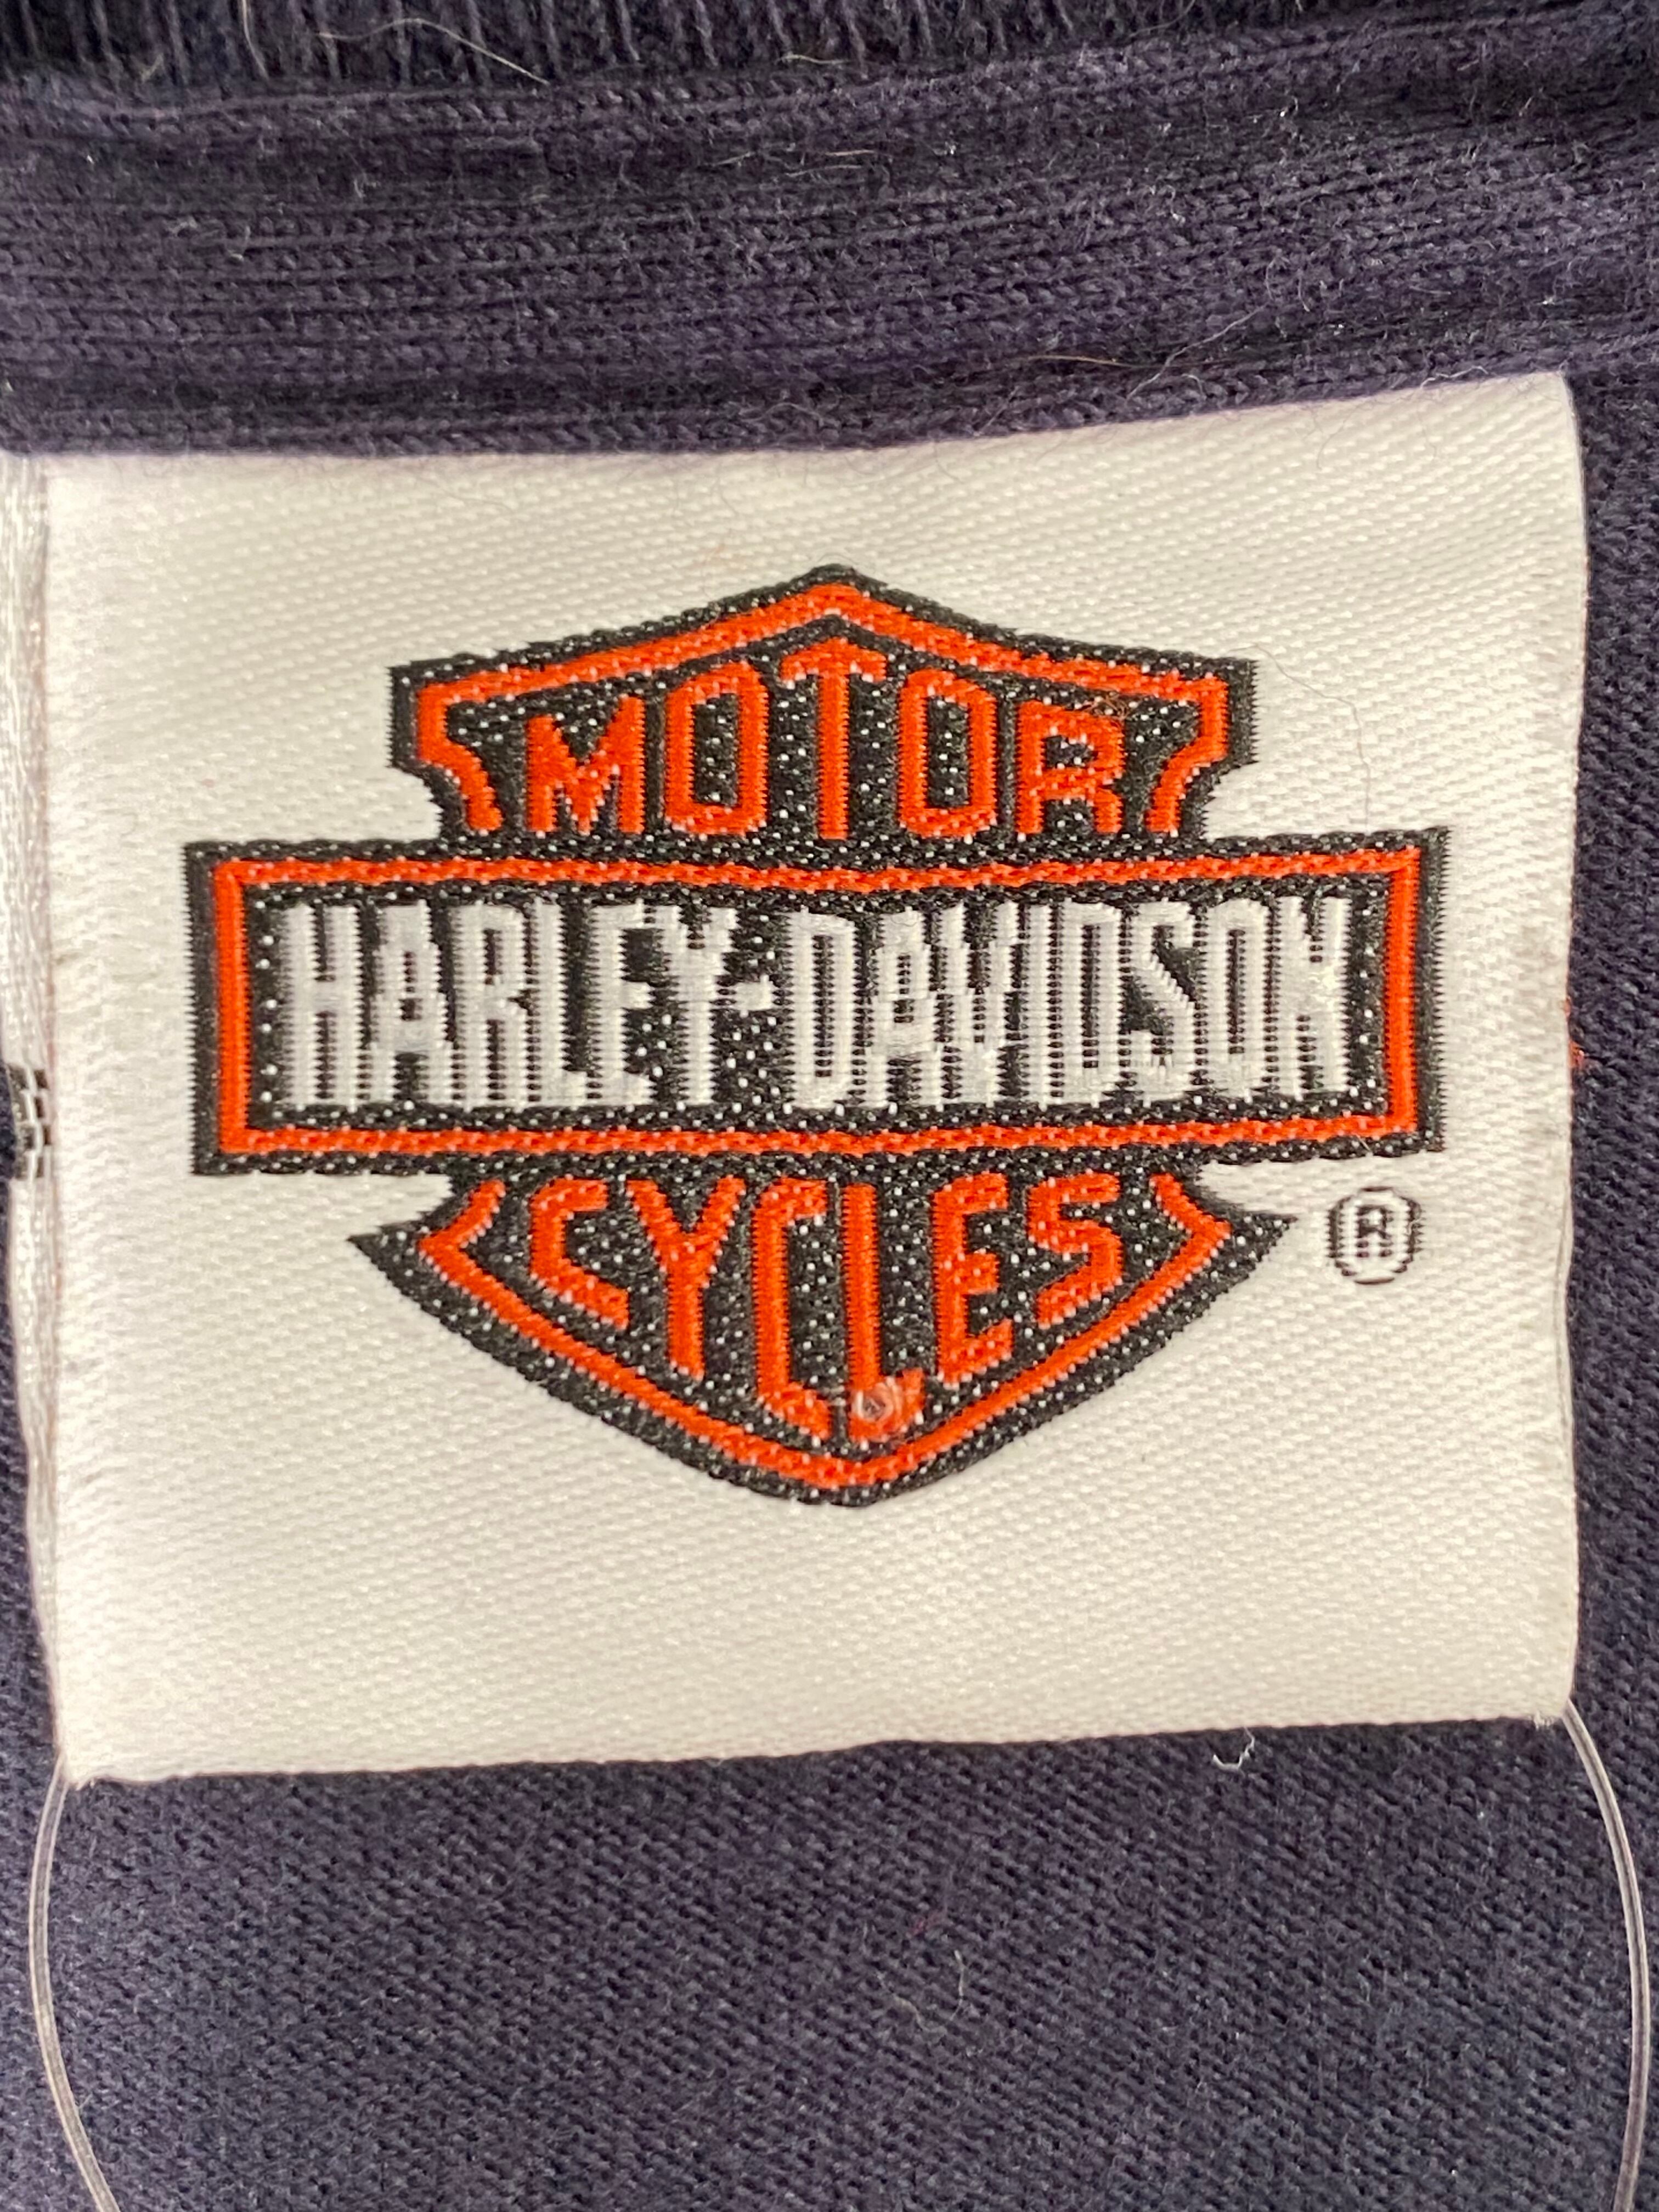 MOTOR
HARLEY-DAVIDSON
CYCLES
®